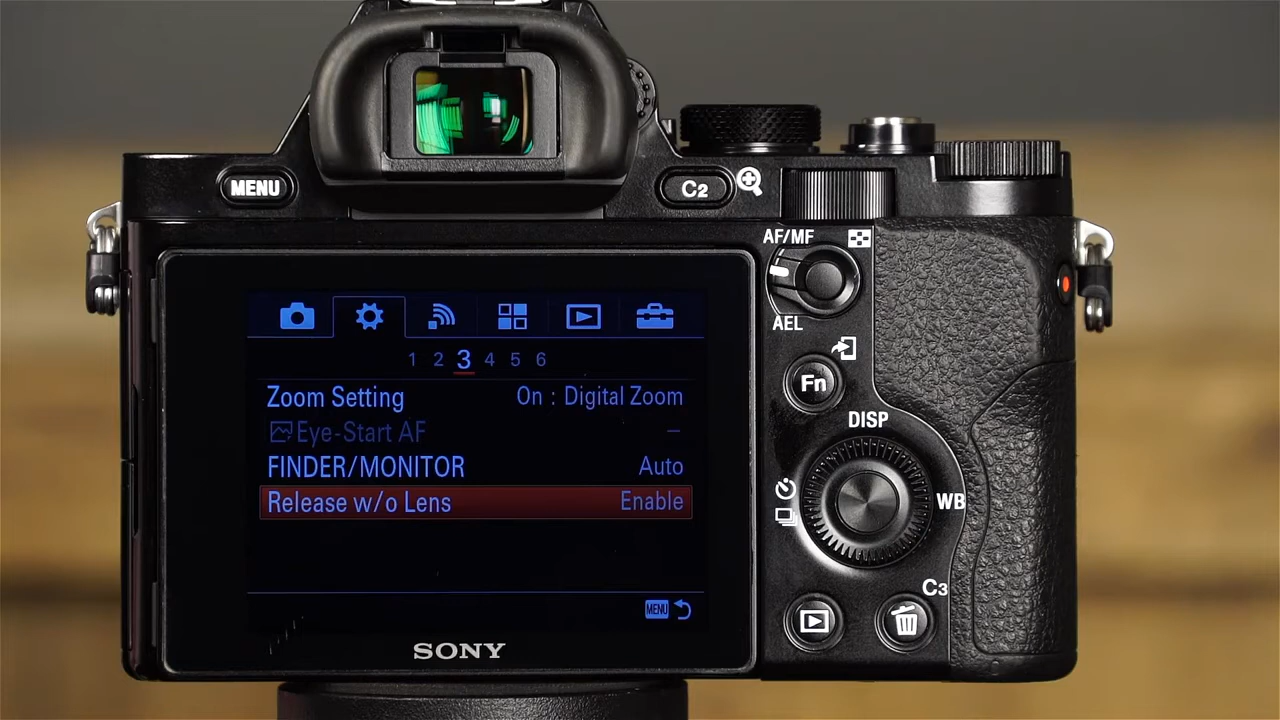 MENU
C2
AF/MF
AEL
1 2 3 4 5 6
Zoom Setting On : Digital Zoom
Eye-Start AF –
FINDER/MONITOR Auto
Release w/o Lens Enable
MENU
SONY
Fn
DISP
WB
C3